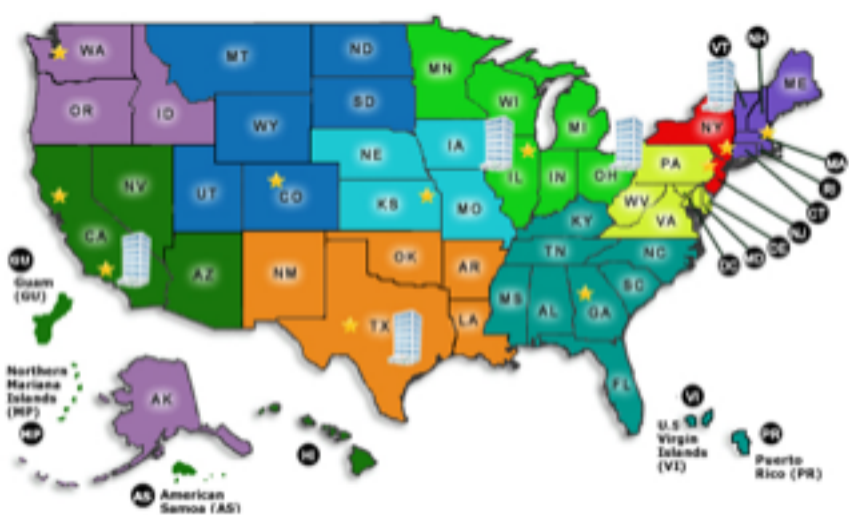 WA
MT
ND
MN
VT
NH
ME
OR
ID
SD
WI
MI
NY
WY
NE
IA
PA
MA
NV
UT
CO
IL
IN
OH
RI
KS
MO
WV
VA
CT
CA
KY
NJ
DE
MD
DC
GU
Guam
(GU)
AZ
NM
OK
AR
TN
NC
SC
MS
AL
GA
TX
LA
FL
Northern
Mariana
Islands
(MP)
MP
AK
HI
VI
U.S
Virgin
Islands
(VI)
PR
Puerto
Rico (PR)
AS
American
Samoa (AS)